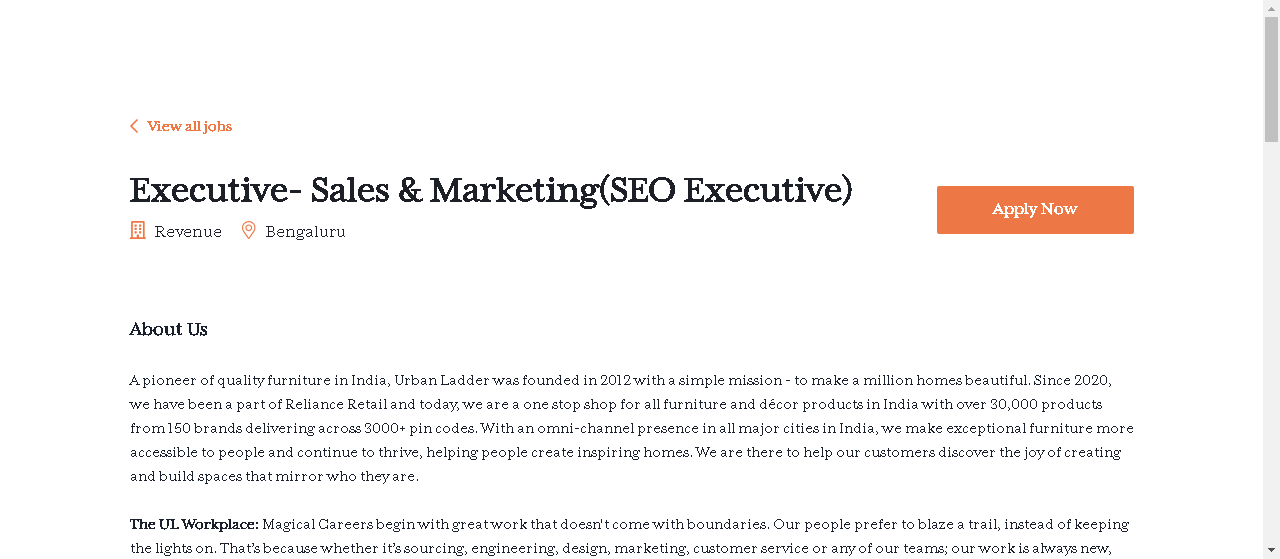 View all jobs
Executive- Sales & Marketing(SEO Executive)
Apply Now
Revenue Bengaluru
About Us
A pioneer of quality furniture in India, Urban Ladder was founded in 2012 with a simple mission - to make a million homes beautiful. Since 2020,
we have been a part of Reliance Retail and today, we are a one stop shop for all furniture and décor products in India with over 30,000 products
from 150 brands delivering across 3000+ pin codes. With an omni-channel presence in all major cities in India, we make exceptional furniture more
accessible to people and continue to thrive, helping people create inspiring homes. We are there to help our customers discover the joy of creating
and build spaces that mirror who they are.
The UL Workplace: Magical Careers begin with great work that doesn't come with boundaries. Our people prefer to blaze a trail, instead of keeping
the lights on. That’s because whether it’s sourcing, engineering, design, marketing, customer service or any of our teams; our work is always new,